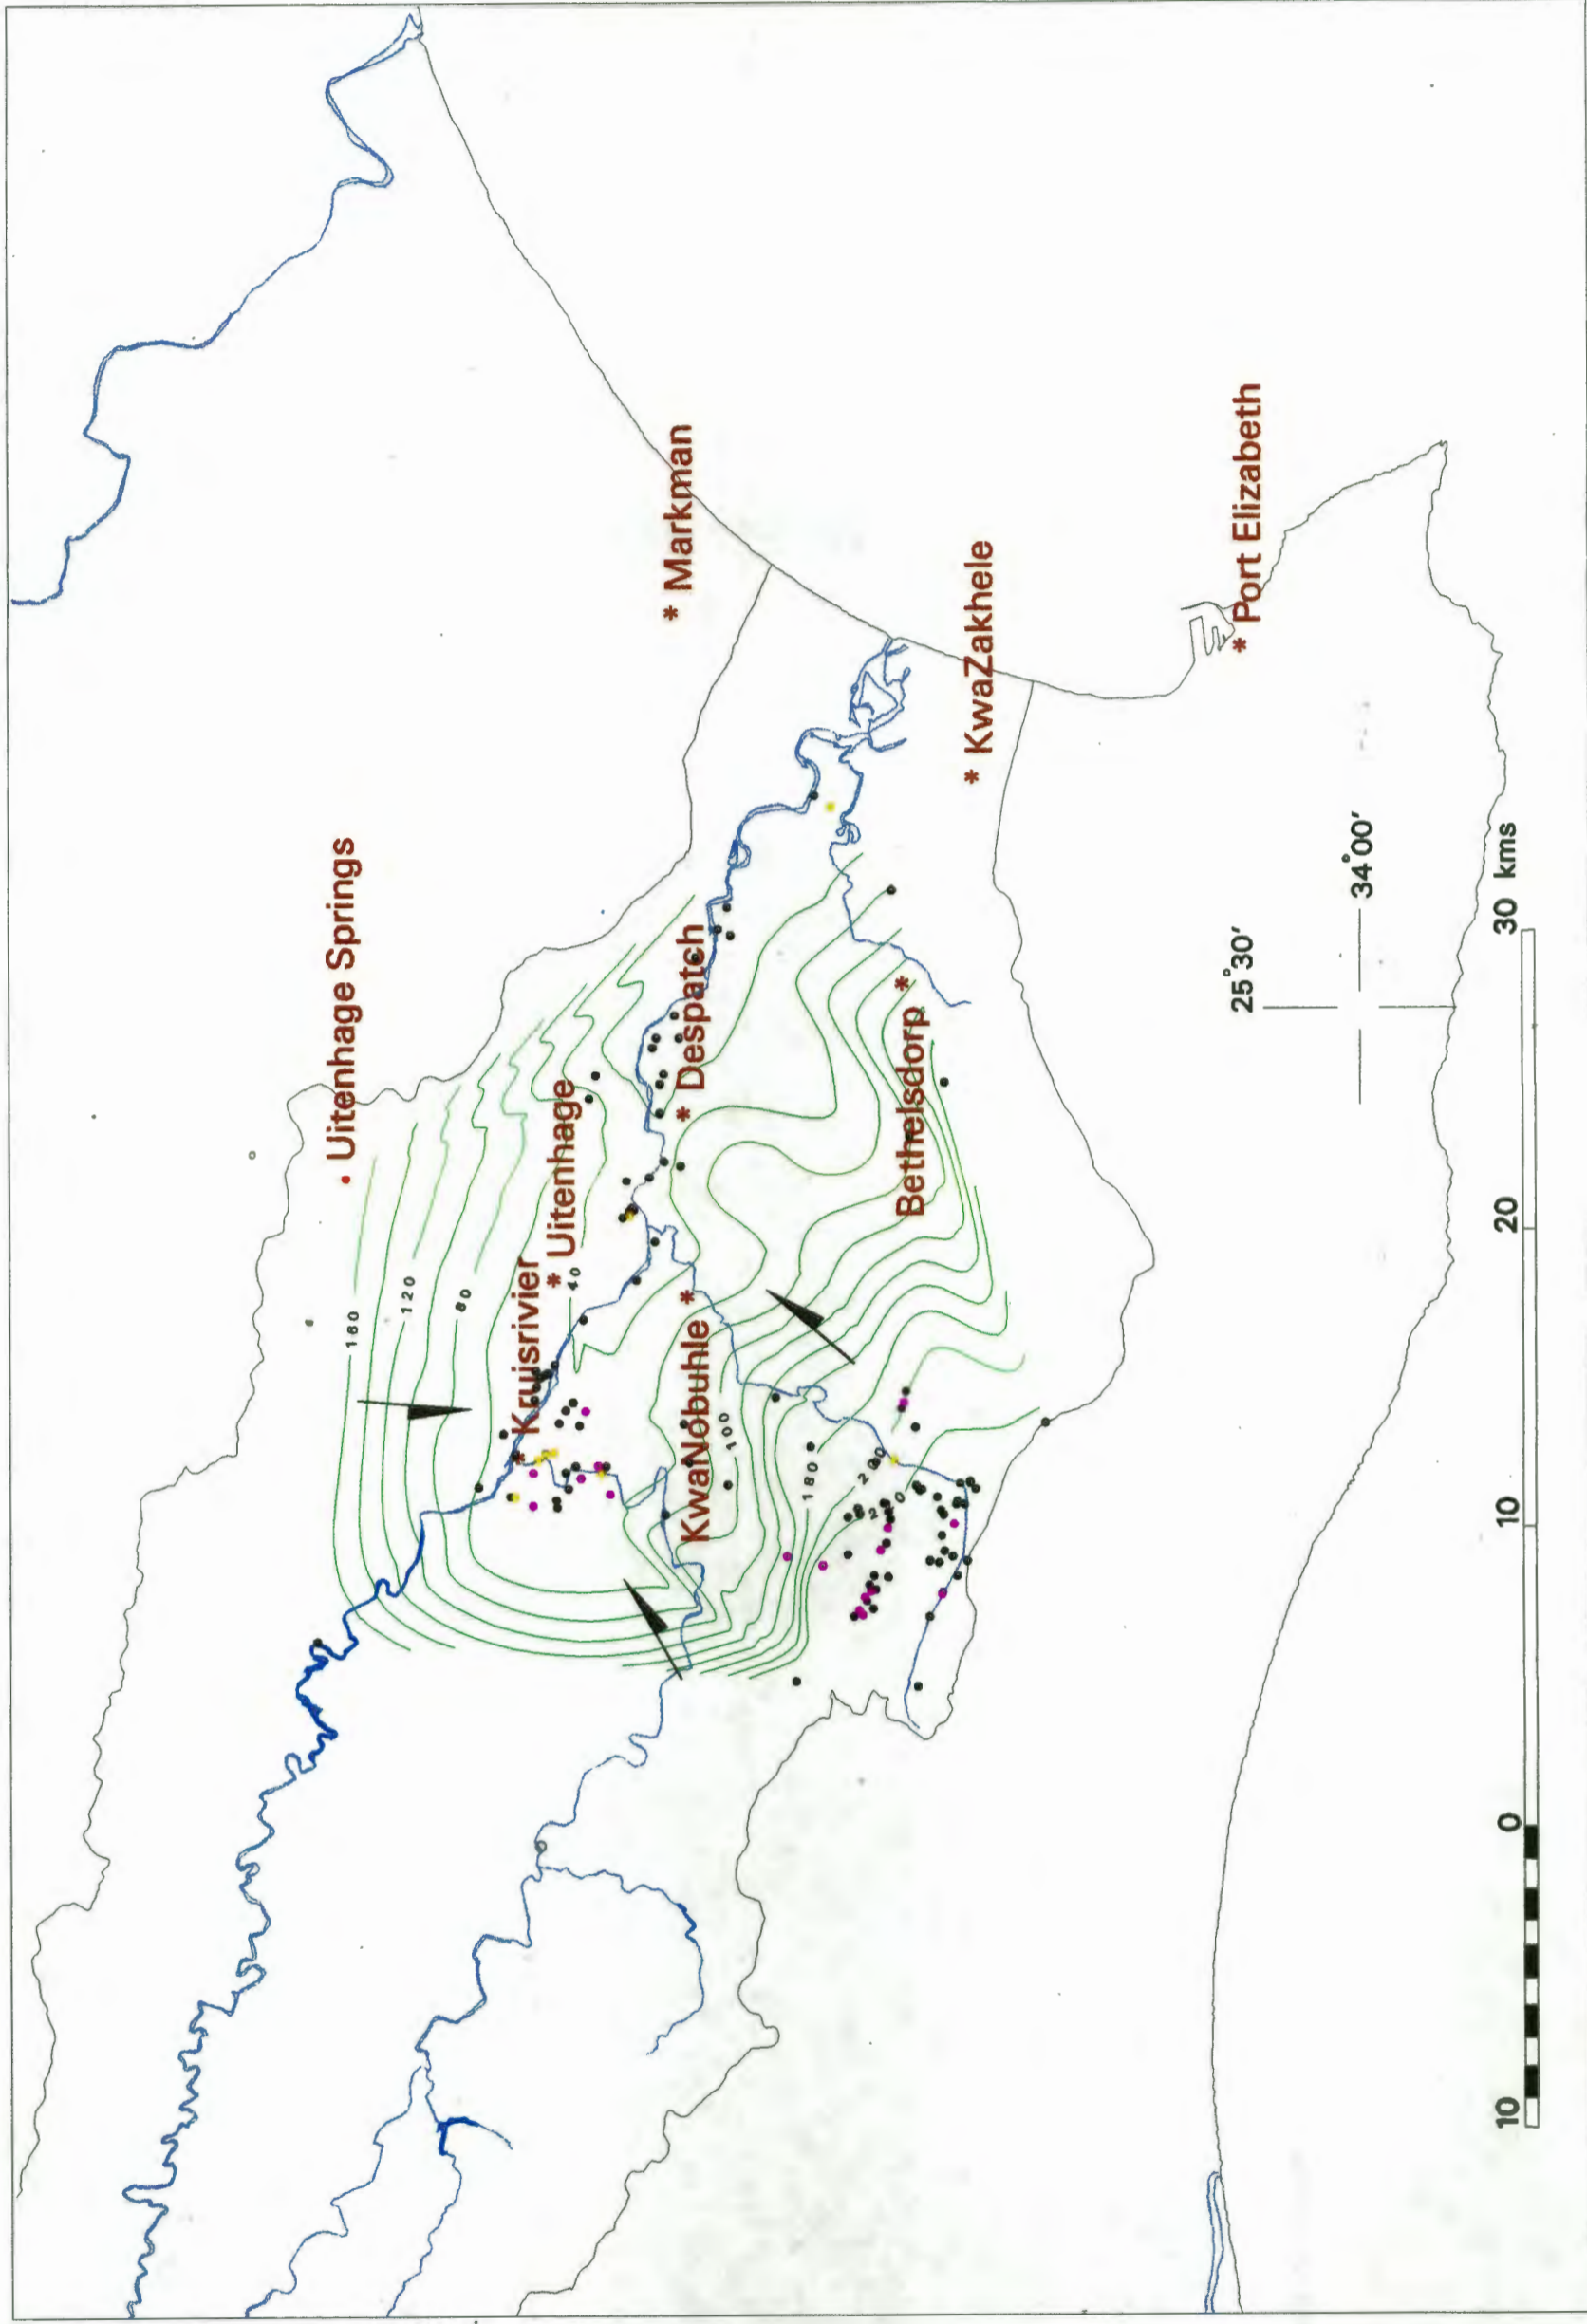 Uitenhage Springs
* Markman
Kruisrivier
* Uitenhage
* Despatch
KwaNobuhle *
Bethelsdorp *
* KwaZakhele
* Port Elizabeth
160
120
80
40
100
180
25°30'
34°00'
10 0 10 20 30 kms